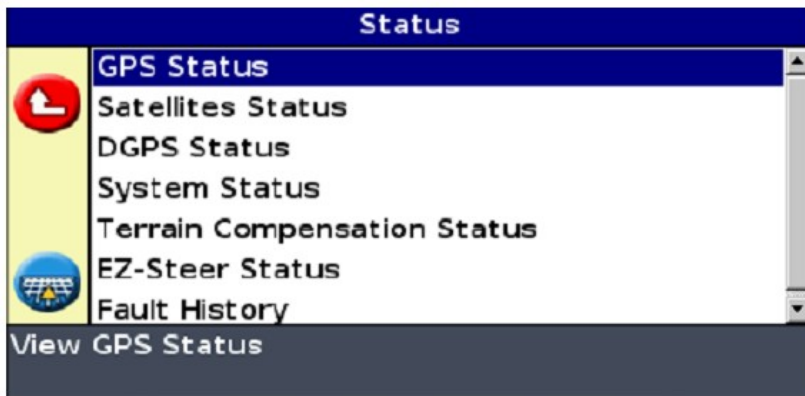 Status
GPS Status
Satellites Status
DGPS Status
System Status
Terrain Compensation Status
EZ-Steer Status
Fault History
View GPS Status